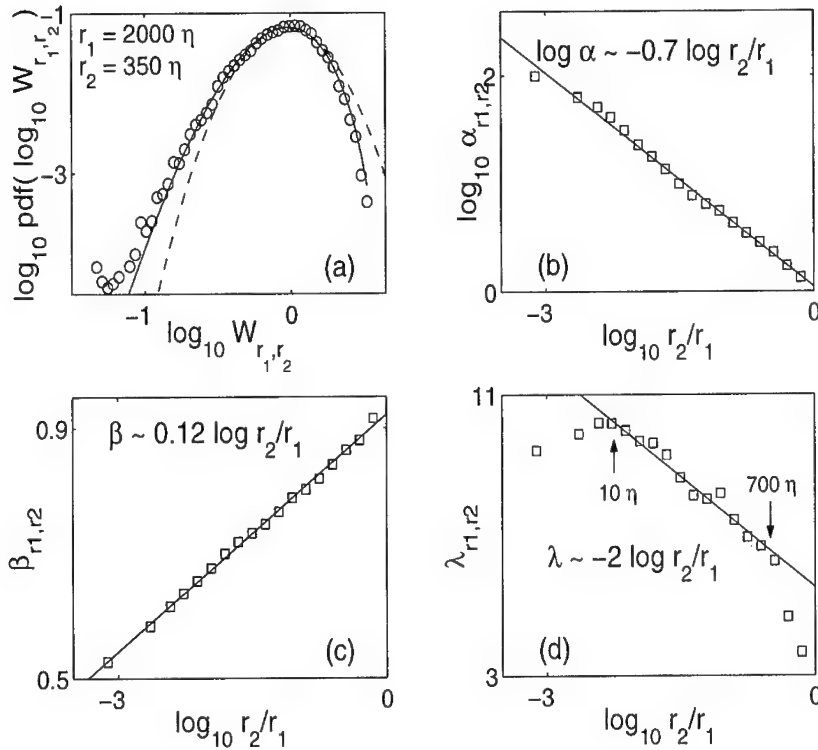 log10 pdf( log10 Wr1,r2)
-1
-3
r1 = 2000 η
r2 = 350 η
(a)
-1
0
log10 Wr1,r2
log10 αr1,r2
2
0
log α ~ -0.7 log r2/r1
(b)
-3
0
log10 r2/r1
βr1,r2
0.9
0.5
β ~ 0.12 log r2/r1
(c)
-3
0
log10 r2/r1
λr1,r2
11
3
10 η
700 η
λ ~ -2 log r2/r1
(d)
-3
0
log10 r2/r1